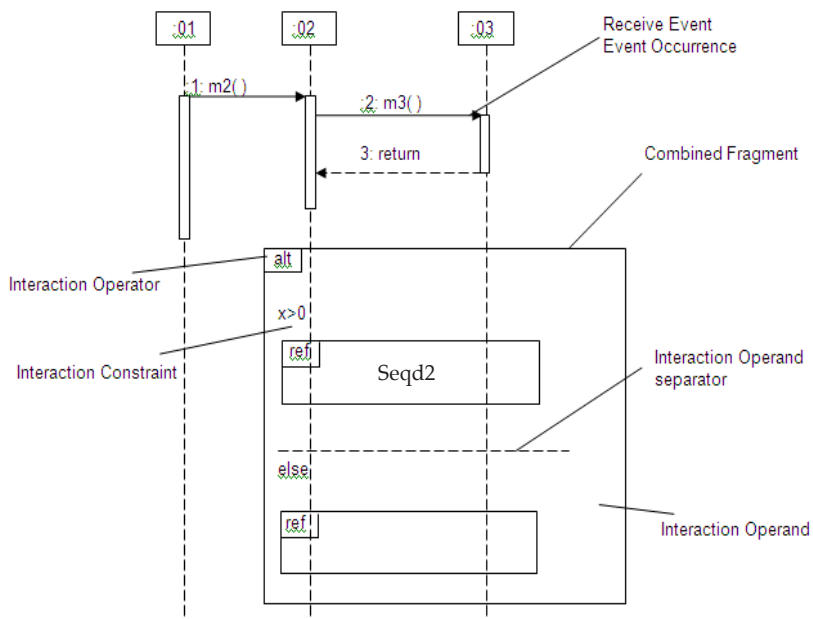 :01
:02
:03
Receive Event
Event Occurrence
:1: m2( )
:2: m3( )
3: return
Combined Fragment
alt
Interaction Operator
x>0
ref
Seqd2
Interaction Constraint
Interaction Operand
separator
else
ref
Interaction Operand